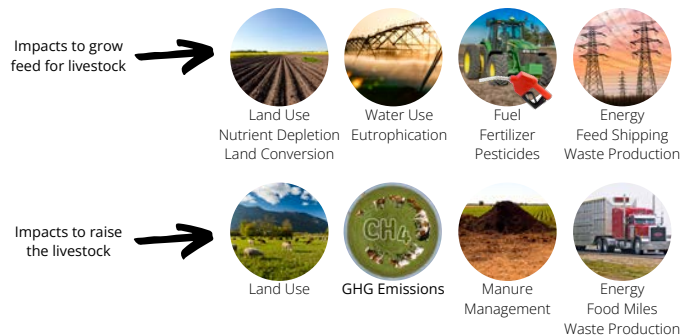 Impacts to grow
feed for livestock
Land Use
Nutrient Depletion
Land Conversion
Water Use
Eutrophication
Fuel
Fertilizer
Pesticides
Energy
Feed Shipping
Waste Production
Impacts to raise
the livestock
Land Use
CH4
GHG Emissions
Manure
Management
Energy
Food Miles
Waste Production